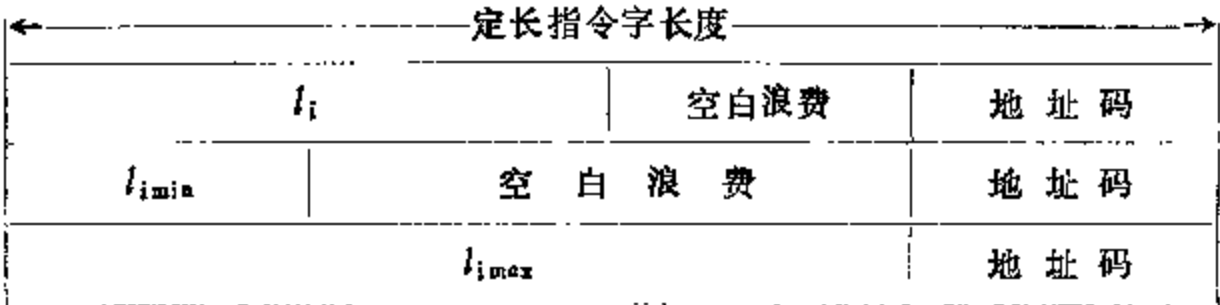 定长指令字长度
l_i 空白浪费 地址码
l_imin 空白浪费 地址码
l_imax 地址码